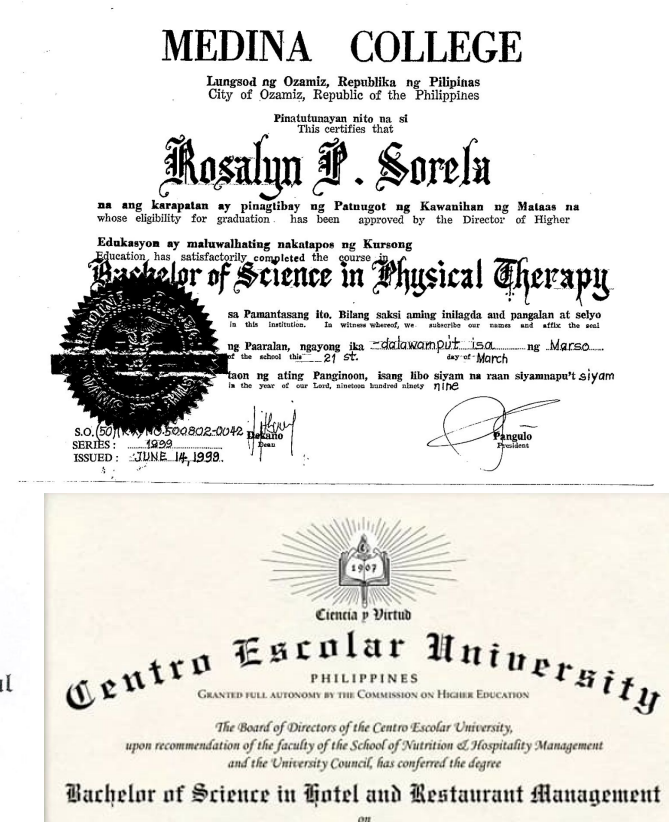 MEDINA COLLEGE
Lungsod ng Ozamiz, Republika ng Pilipinas
City of Ozamiz, Republic of the Philippines
Pinatutunayan nito na si
This certifies that
Rosalyn P. Sorela
na ang karapatan ay pinagtibay ng Patnugot ng Kawanihan ng Mataas na
whose eligibility for graduation has been approved by the Director of Higher
Edukasyon ay maluwalhating nakatapos ng Kursong
Education has satisfactorily completed the course in
Bachelor of Science in Physical Therapy
sa Pamantasang ito. Bilang saksi aming inilagda and pangalan at selyo
in this institution. In witness whereof, we subscribe our names and affix the seal
ng Paaralan, ngayong ika -dalawamput isa ng Marso
of the school this 21 st. day of March
taon ng ating Panginoon, isang libo siyam na raan siyamnapu't siyam
in the year of our Lord, nineteen hundred ninety nine
S.O. (50) NO. 500802-0042
Dekano
Dean
Pangulo
President
SERIES : 1999
ISSUED : JUNE 14, 1999.
1907
Ciencia y Virtud
Centro Escolar University
PHILIPPINES
GRANTED FULL AUTONOMY BY THE COMMISSION ON HIGHER EDUCATION
The Board of Directors of the Centro Escolar University,
upon recommendation of the faculty of the School of Nutrition & Hospitality Management
and the University Council, has conferred the degree
Bachelor of Science in Hotel and Restaurant Management
on